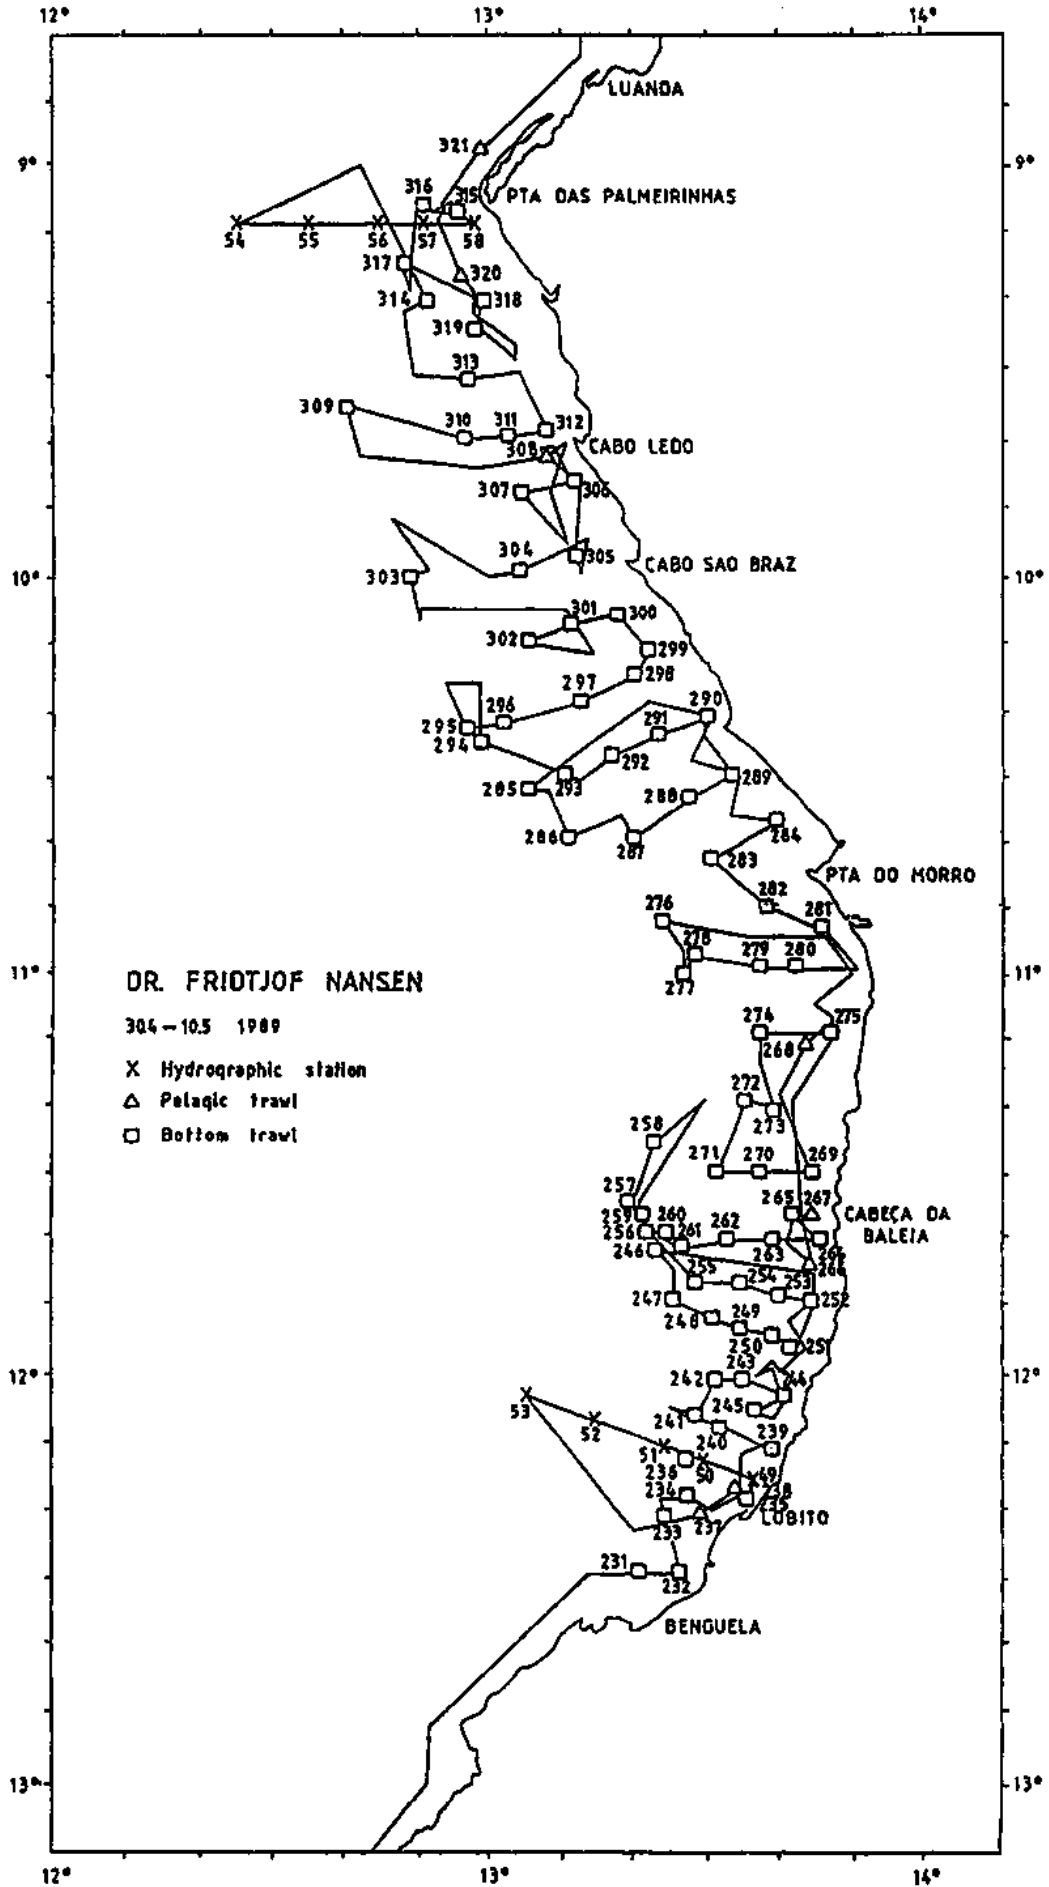 12° 13° 14°
LUANDA
321
9° 9°
316 315
PTA DAS PALMEIRINHAS
54 55 56 57 58
317
320
314 318
319
313
309
310 311 312
308 CABO LEDO
307 306
304 305
CABO SAO BRAZ
303
10° 10°
301 300
302
299
298
297
296 290
295 291
294
292
293 289
285
288
286 287 284
283
PTA DO MORRO
282
276 281
278 279 280
277
11° 11°
DR. FRIDTJOF NANSEN
30.4 – 10.5 1989
X Hydrographic station
△ Pelagic trawl
□ Bottom trawl
274 275
268
272
273
258
271 270 269
257
265 267
259 260
CABEÇA DA
BALEIA
256 261 262
246 263 264
266
255 254 253
247 252
248 249
250 251
243
12° 12°
242 44
245
53 241
52 240 239
51
236 50 49
234 238
235
LOBITO
233 237
231 232
BENGUELA
13° 13°
12° 13° 14°